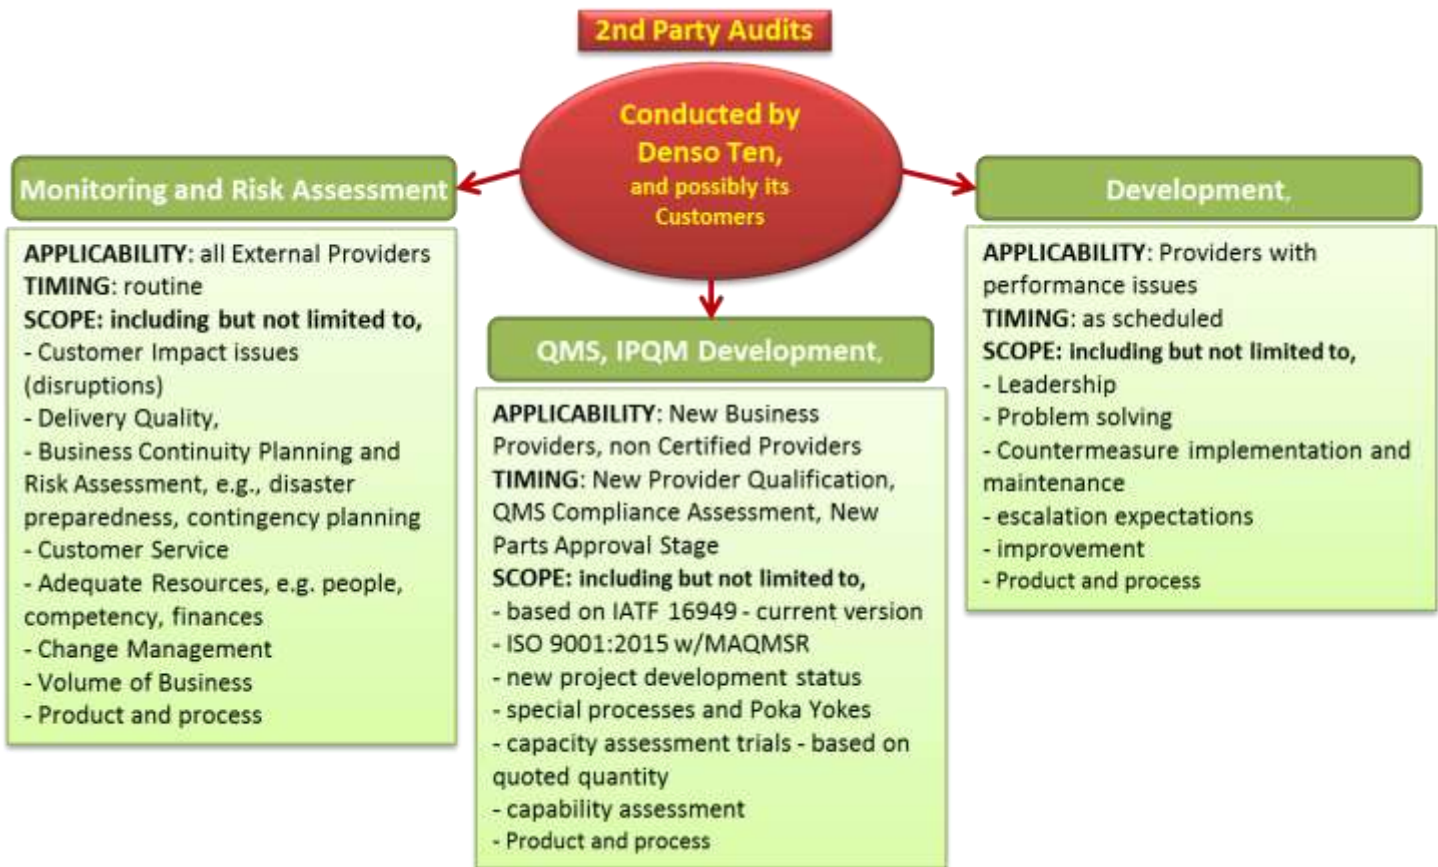 2nd Party Audits
Conducted by
Denso Ten,
and possibly its
Customers
Monitoring and Risk Assessment
APPLICABILITY: all External Providers
TIMING: routine
SCOPE: including but not limited to,
- Customer Impact issues
(disruptions)
- Delivery Quality,
- Business Continuity Planning and
Risk Assessment, e.g., disaster
preparedness, contingency planning
- Customer Service
- Adequate Resources, e.g. people,
competency, finances
- Change Management
- Volume of Business
- Product and process
QMS, IPQM Development,
APPLICABILITY: New Business
Providers, non Certified Providers
TIMING: New Provider Qualification,
QMS Compliance Assessment, New
Parts Approval Stage
SCOPE: including but not limited to,
- based on IATF 16949 - current version
- ISO 9001:2015 w/MAQMSR
- new project development status
- special processes and Poka Yokes
- capacity assessment trials - based on
quoted quantity
- capability assessment
- Product and process
Development,
APPLICABILITY: Providers with
performance issues
TIMING: as scheduled
SCOPE: including but not limited to,
- Leadership
- Problem solving
- Countermeasure implementation and
maintenance
- escalation expectations
- improvement
- Product and process